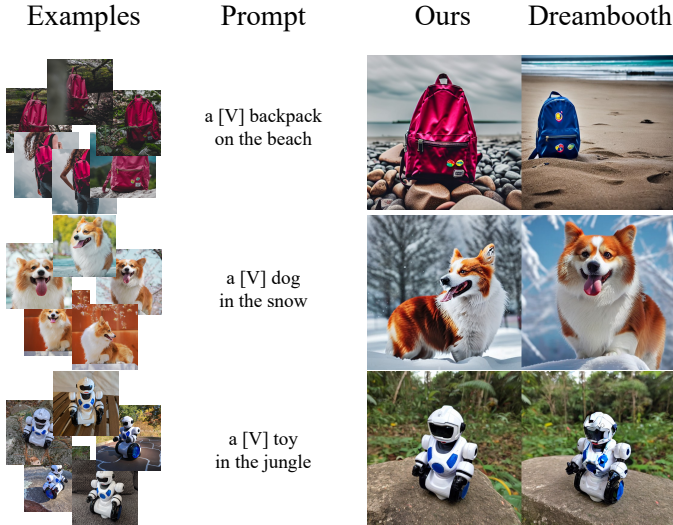 Examples
Prompt
Ours
Dreambooth
a [V] backpack
on the beach
a [V] dog
in the snow
a [V] toy
in the jungle